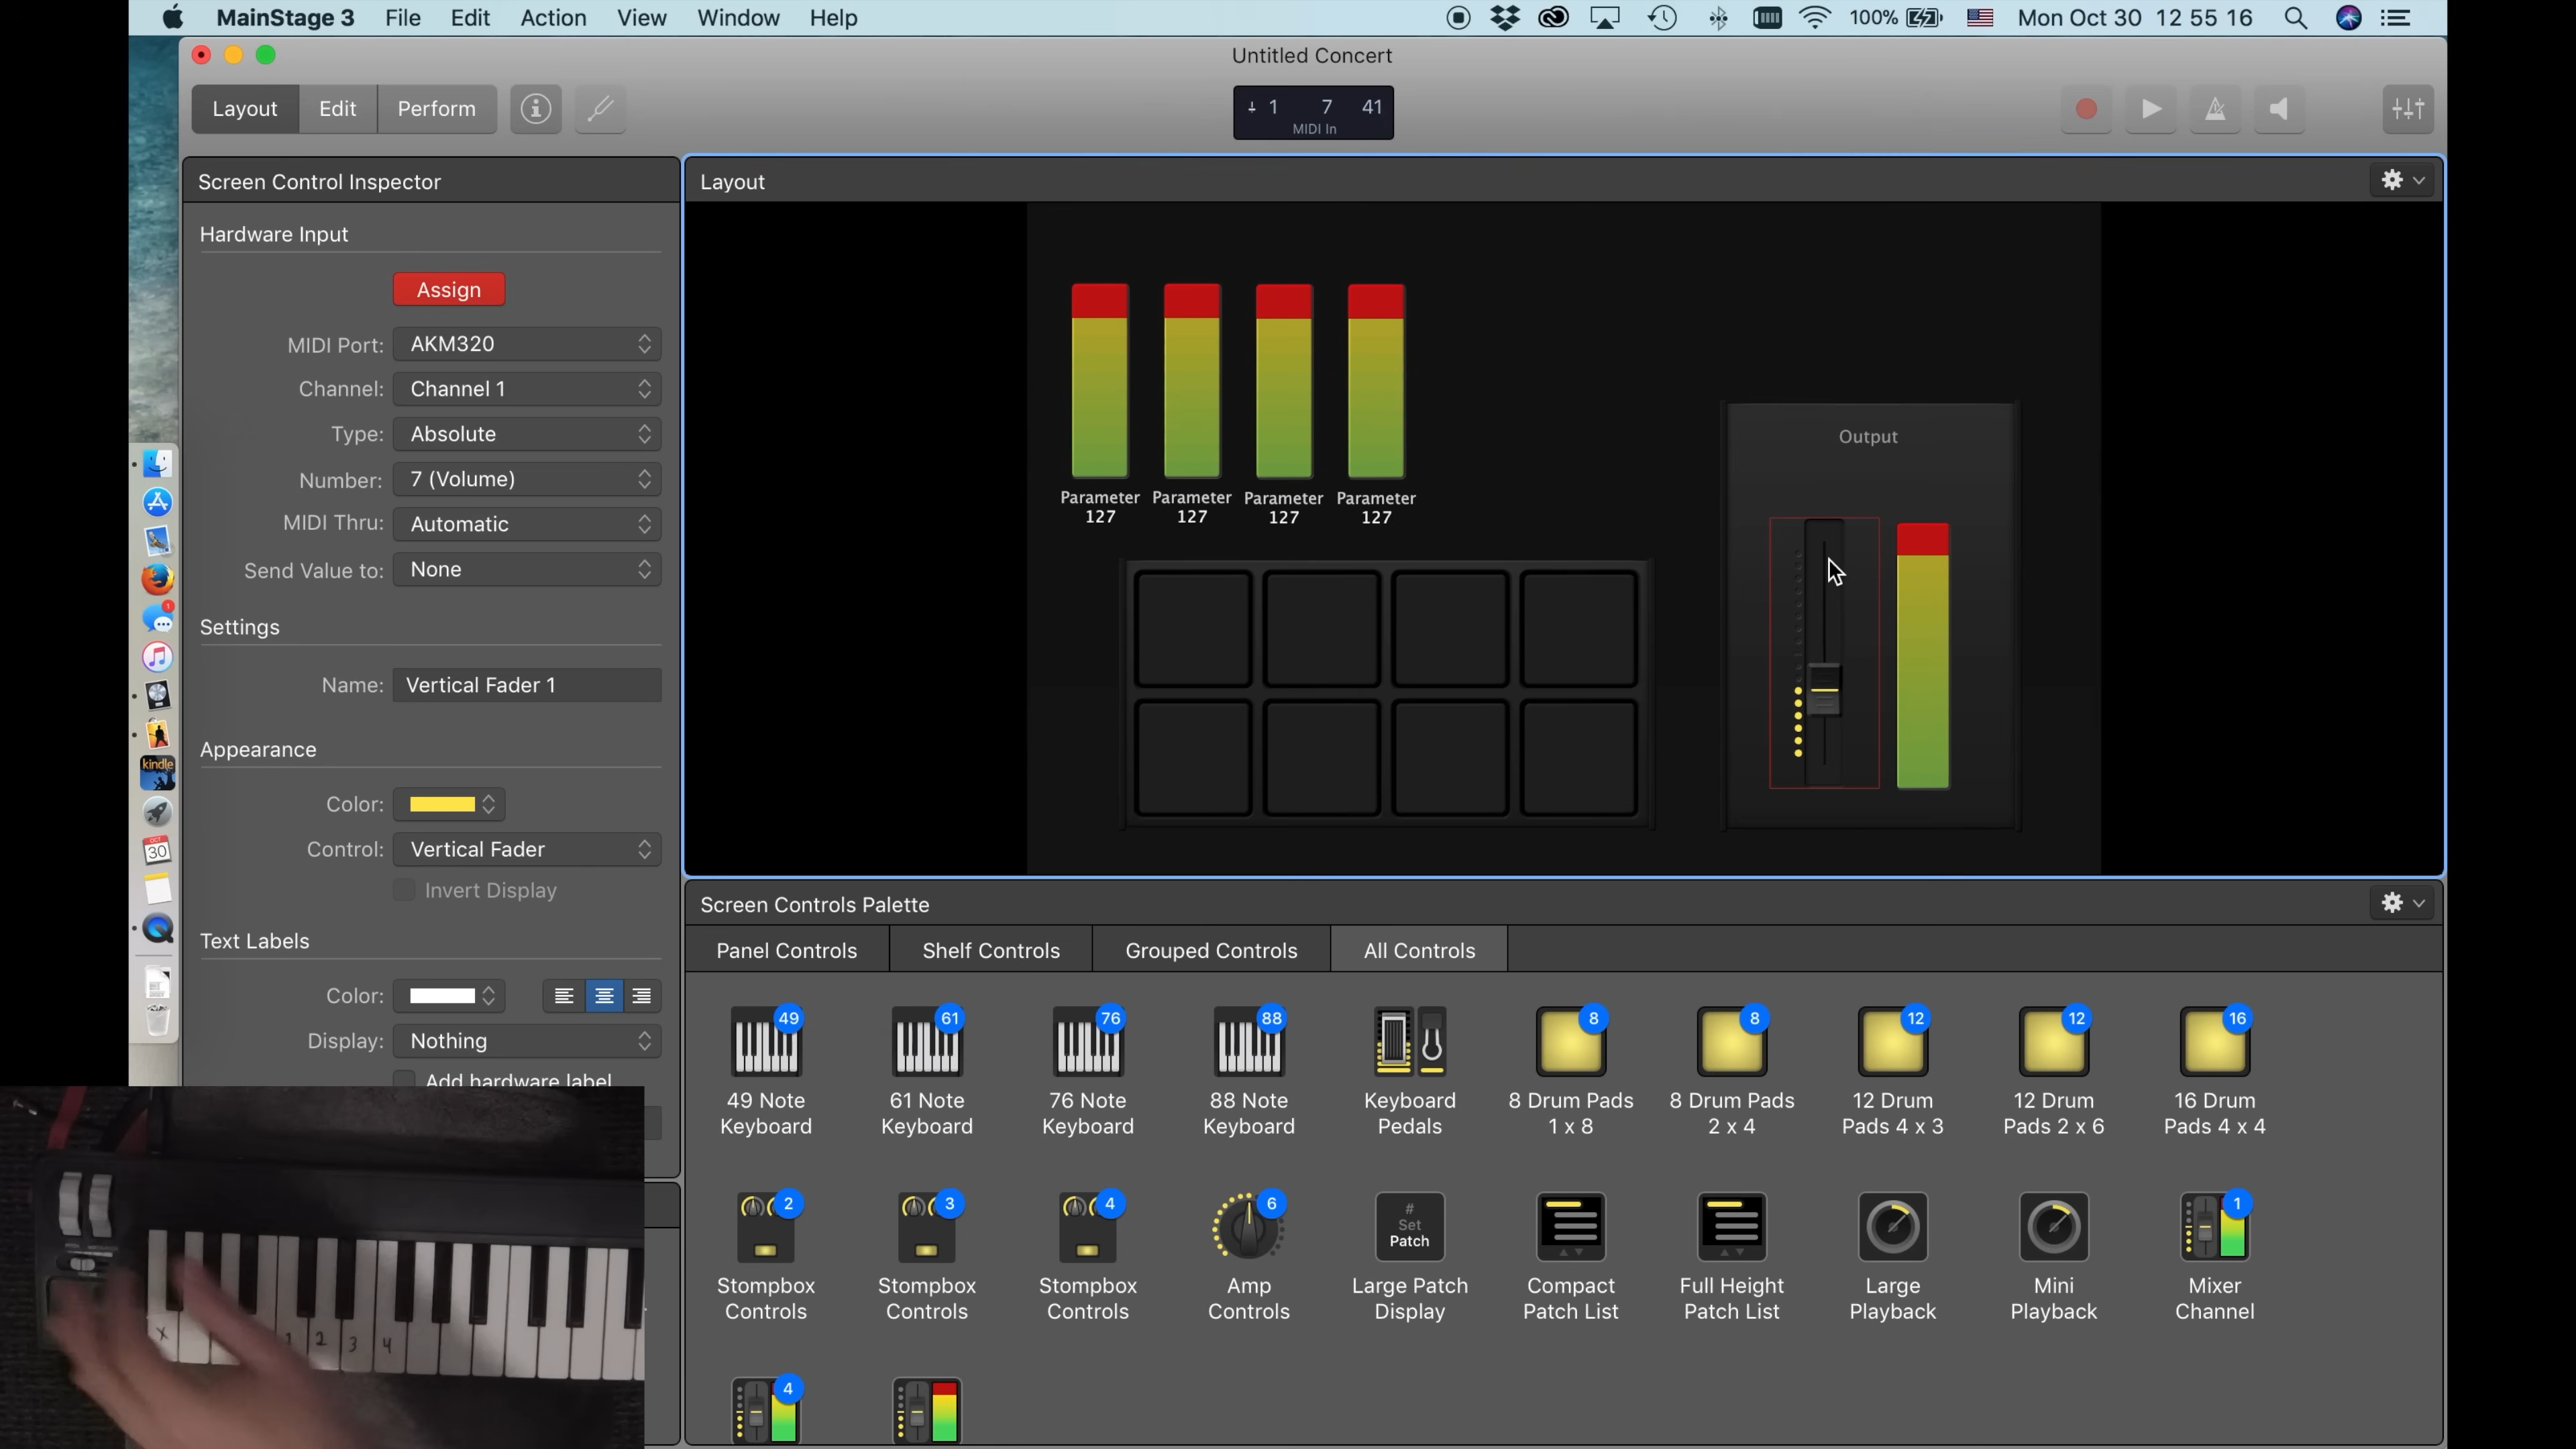 MainStage 3 File Edit Action View Window Help 100% Mon Oct 30 12 55 16
Untitled Concert
Layout Edit Perform
1 7 41
MIDI In
Screen Control Inspector
Hardware Input
Assign
MIDI Port: AKM320
Channel: Channel 1
Type: Absolute
Number: 7 (Volume)
MIDI Thru: Automatic
Send Value to: None
Settings
Name: Vertical Fader 1
Appearance
Color:
Control: Vertical Fader
Invert Display
Text Labels
Color:
Display: Nothing
Add hardware label
Layout
Parameter Parameter Parameter Parameter
127 127 127 127
Output
Screen Controls Palette
Panel Controls Shelf Controls Grouped Controls All Controls
49 61 76 88 8 8 12 12 16
49 Note Keyboard
61 Note Keyboard
76 Note Keyboard
88 Note Keyboard
Keyboard Pedals
8 Drum Pads 1 x 8
8 Drum Pads 2 x 4
12 Drum Pads 4 x 3
12 Drum Pads 2 x 6
16 Drum Pads 4 x 4
2 3 4 6 1
# Set Patch
Stompbox Controls
Stompbox Controls
Stompbox Controls
Amp Controls
Large Patch Display
Compact Patch List
Full Height Patch List
Large Playback
Mini Playback
Mixer Channel
4
kindle
OCT
30
1
X 1 2 3 4